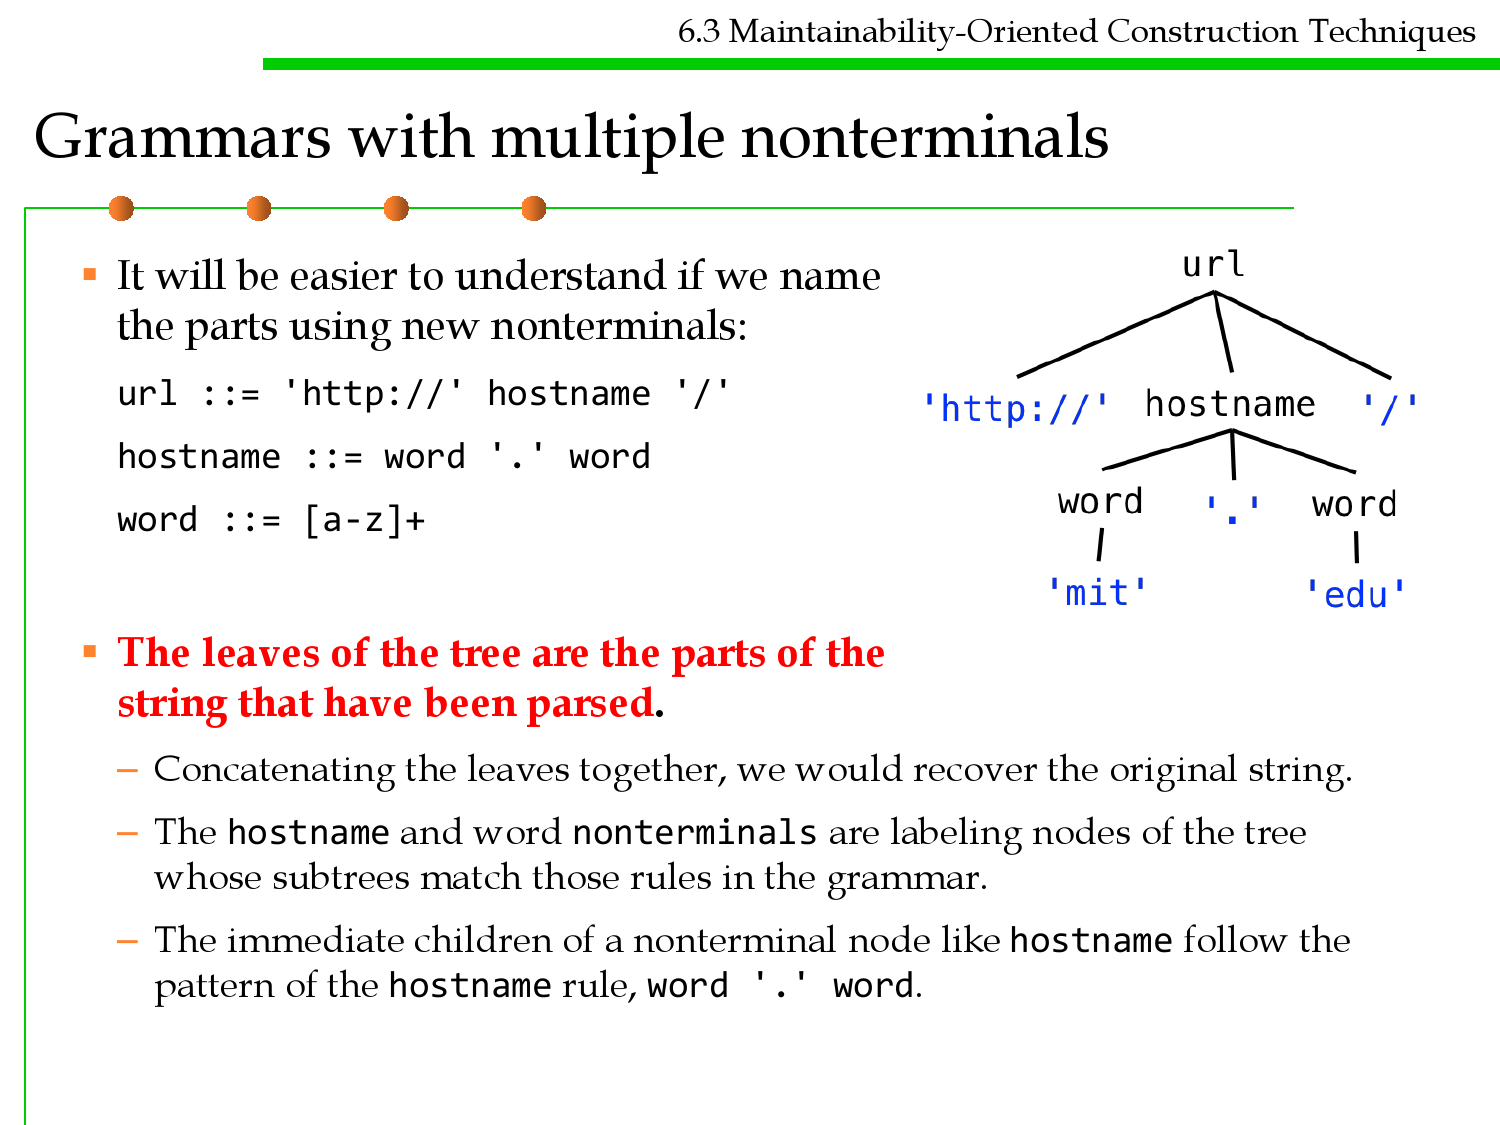 6.3 Maintainability-Oriented Construction Techniques
Grammars with multiple nonterminals
▪ It will be easier to understand if we name
the parts using new nonterminals:
url ::= 'http://' hostname '/'
hostname ::= word '.' word
word ::= [a-z]+
url
'http://' hostname '/'
word '.' word
'mit' 'edu'
▪ The leaves of the tree are the parts of the
string that have been parsed.
– Concatenating the leaves together, we would recover the original string.
– The hostname and word nonterminals are labeling nodes of the tree
whose subtrees match those rules in the grammar.
– The immediate children of a nonterminal node like hostname follow the
pattern of the hostname rule, word '.' word.